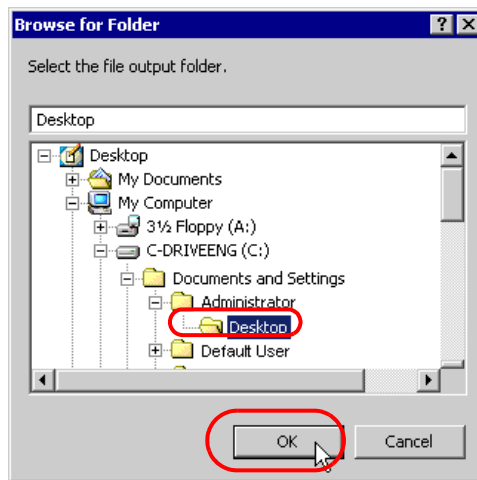 Browse for Folder
Select the file output folder.
Desktop
Desktop
My Documents
My Computer
3½ Floppy (A:)
C-DRIVEENG (C:)
Documents and Settings
Administrator
Desktop
Default User
OK Cancel